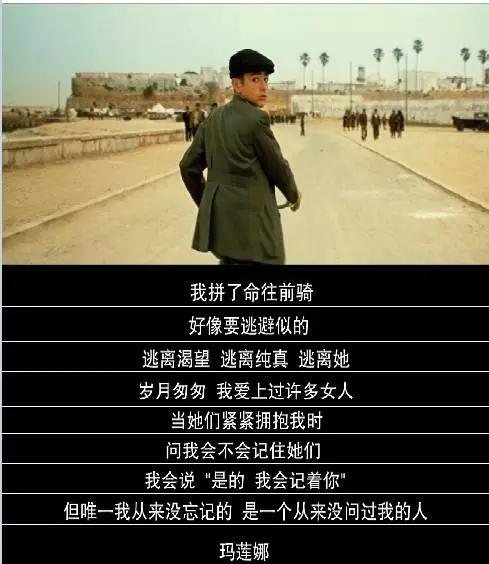 我拼了命往前骑
好像要逃避似的
逃离渴望 逃离纯真 逃离她
岁月匆匆 我爱上过许多女人
当她们紧紧拥抱我时
问我会不会记住她们
我会说 "是的 我会记着你"
但唯一我从来没忘记的 是一个从来没问过我的人
玛莲娜